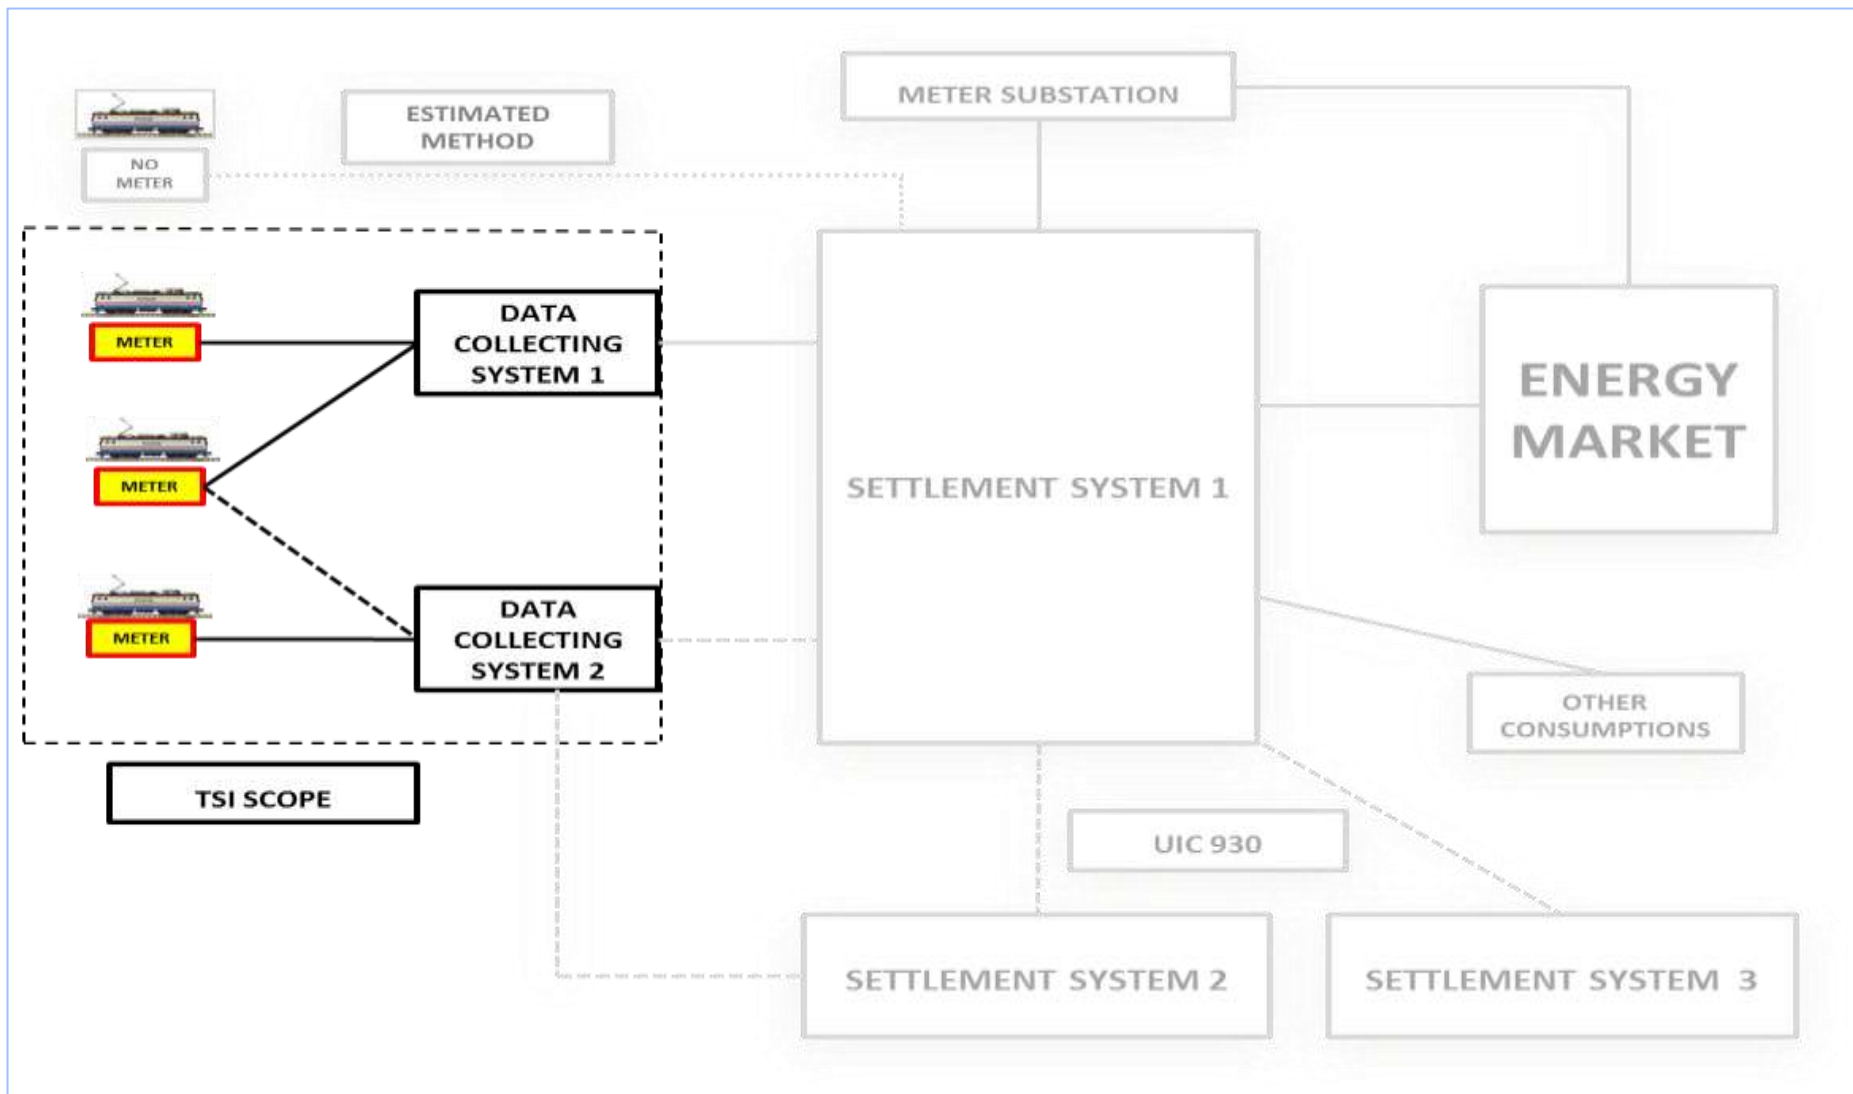 METER SUBSTATION
ESTIMATED
METHOD
NO
METER
DATA
COLLECTING
SYSTEM 1
METER
ENERGY
MARKET
METER
SETTLEMENT SYSTEM 1
DATA
COLLECTING
SYSTEM 2
METER
OTHER
CONSUMPTIONS
TSI SCOPE
UIC 930
SETTLEMENT SYSTEM 2
SETTLEMENT SYSTEM 3